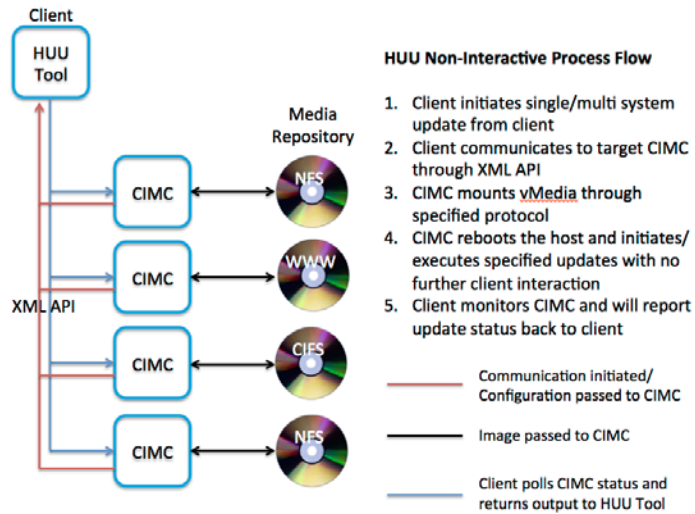 Client
HUU
Tool
Media
Repository
CIMC
NFS
CIMC
WWW
XML API
CIMC
CIFS
CIMC
NFS
HUU Non-Interactive Process Flow
1. Client initiates single/multi system
update from client
2. Client communicates to target CIMC
through XML API
3. CIMC mounts vMedia through
specified protocol
4. CIMC reboots the host and initiates/
executes specified updates with no
further client interaction
5. Client monitors CIMC and will report
update status back to client
Communication initiated/
Configuration passed to CIMC
Image passed to CIMC
Client polls CIMC status and
returns output to HUU Tool